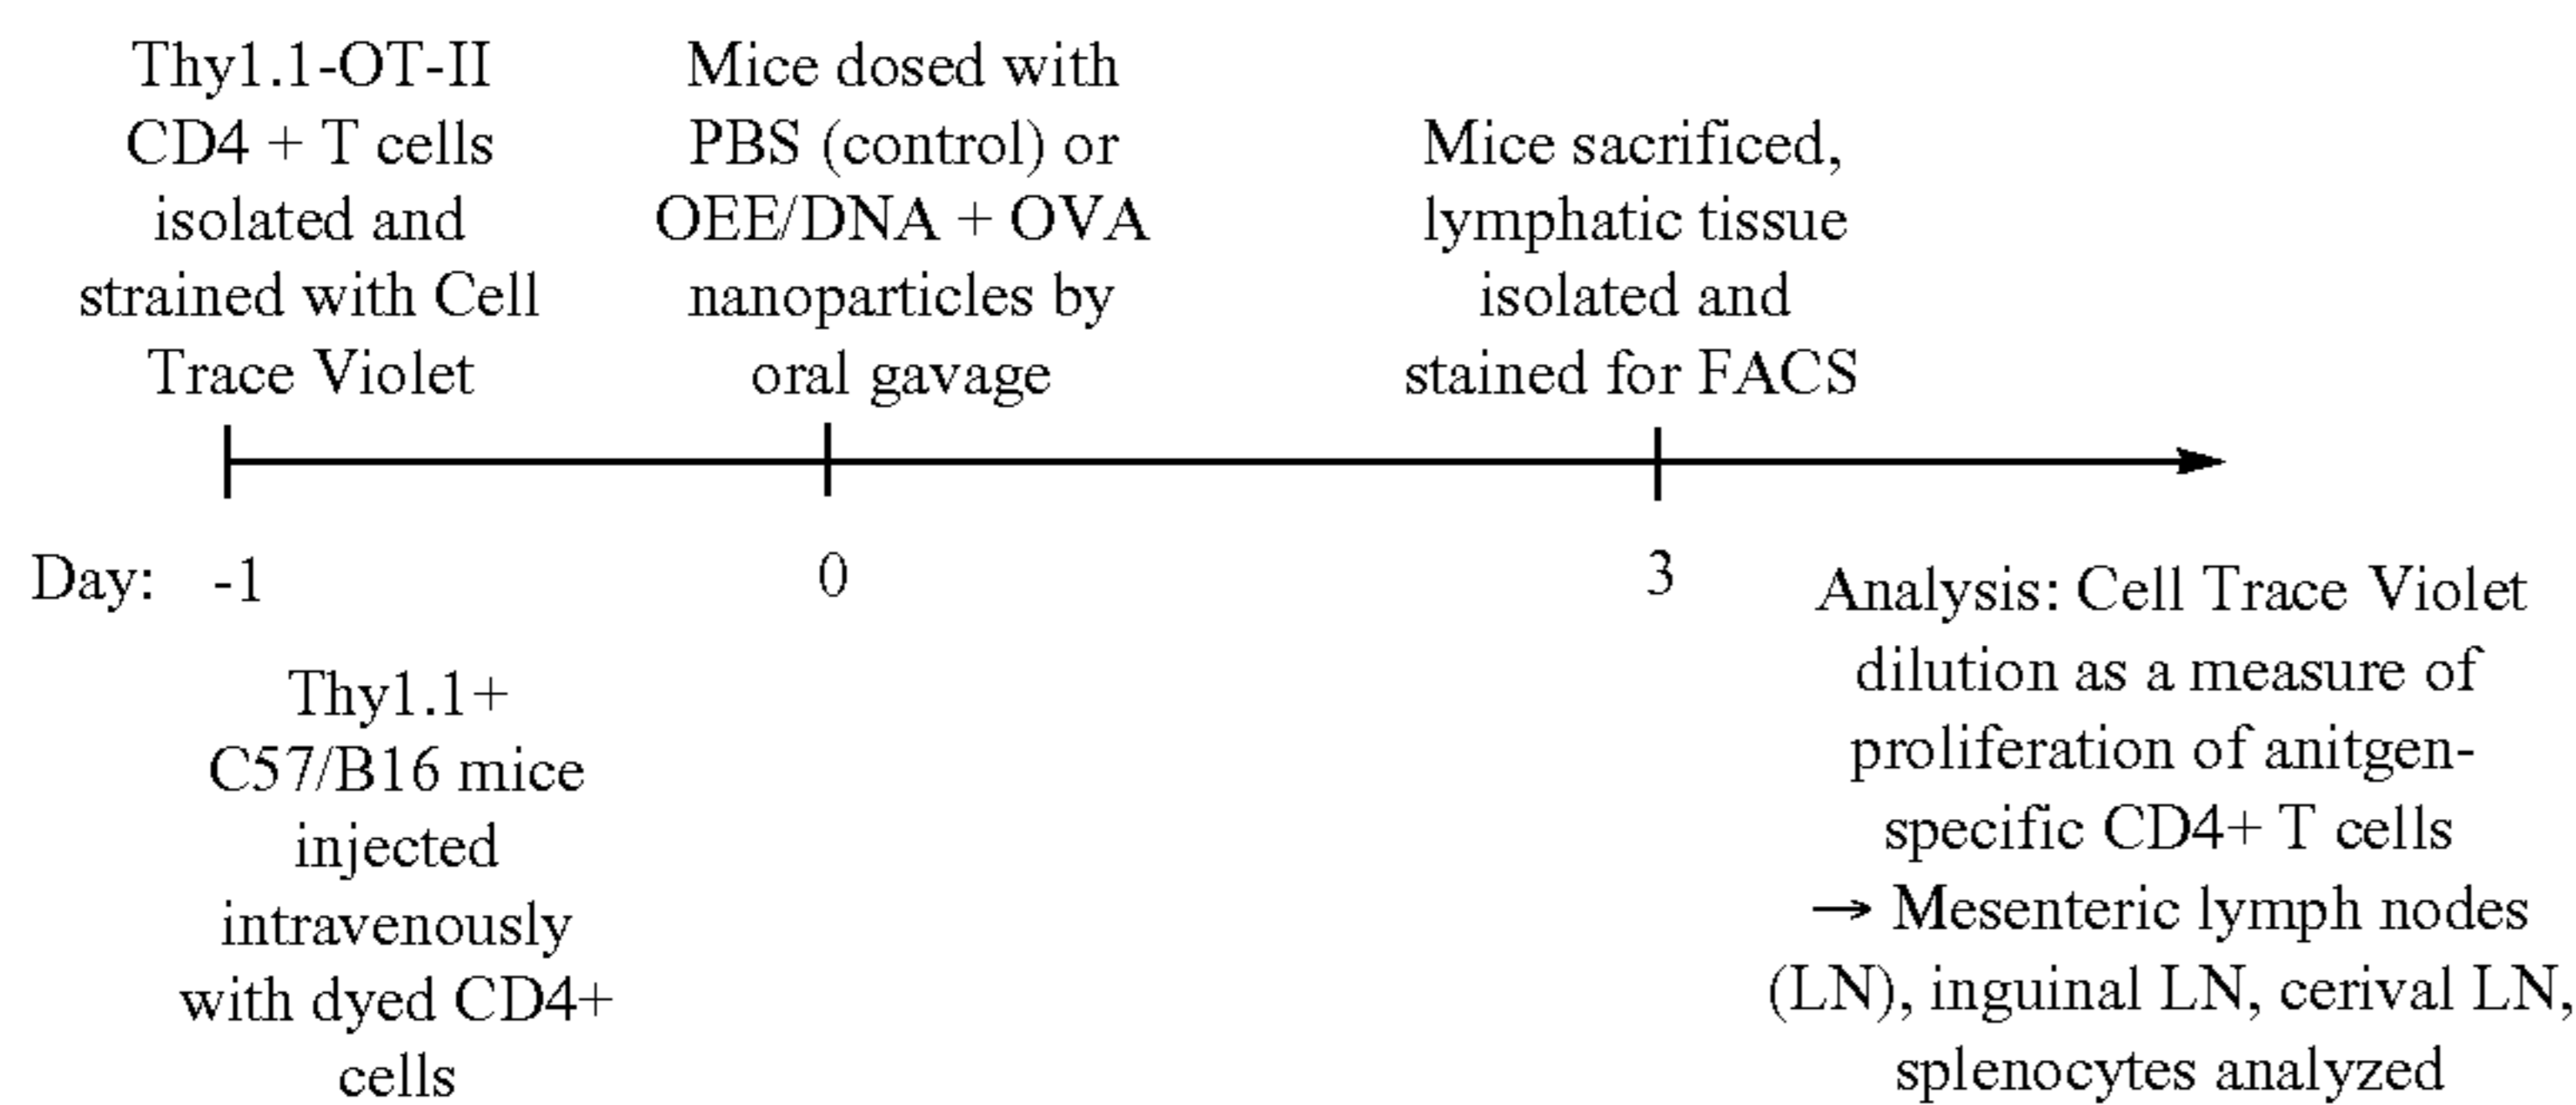 Thy1.1-OT-II
CD4 + T cells
isolated and
strained with Cell
Trace Violet
Mice dosed with
PBS (control) or
OEE/DNA + OVA
nanoparticles by
oral gavage
Mice sacrificed,
lymphatic tissue
isolated and
stained for FACS
Day: -1 0 3
Thy1.1+
C57/B16 mice
injected
intravenously
with dyed CD4+
cells
Analysis: Cell Trace Violet
dilution as a measure of
proliferation of anitgen-
specific CD4+ T cells
→ Mesenteric lymph nodes
(LN), inguinal LN, cerival LN,
splenocytes analyzed